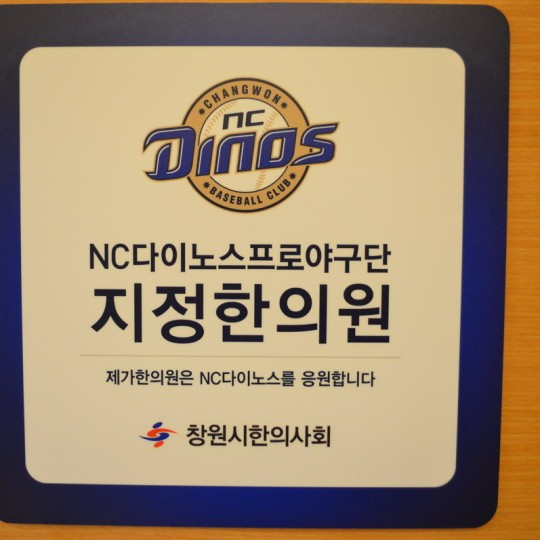 CHANGWON
NC
DINOS
BASEBALL CLUB
NC다이노스프로야구단
지정한의원
제가한의원은 NC다이노스를 응원합니다
창원시한의사회